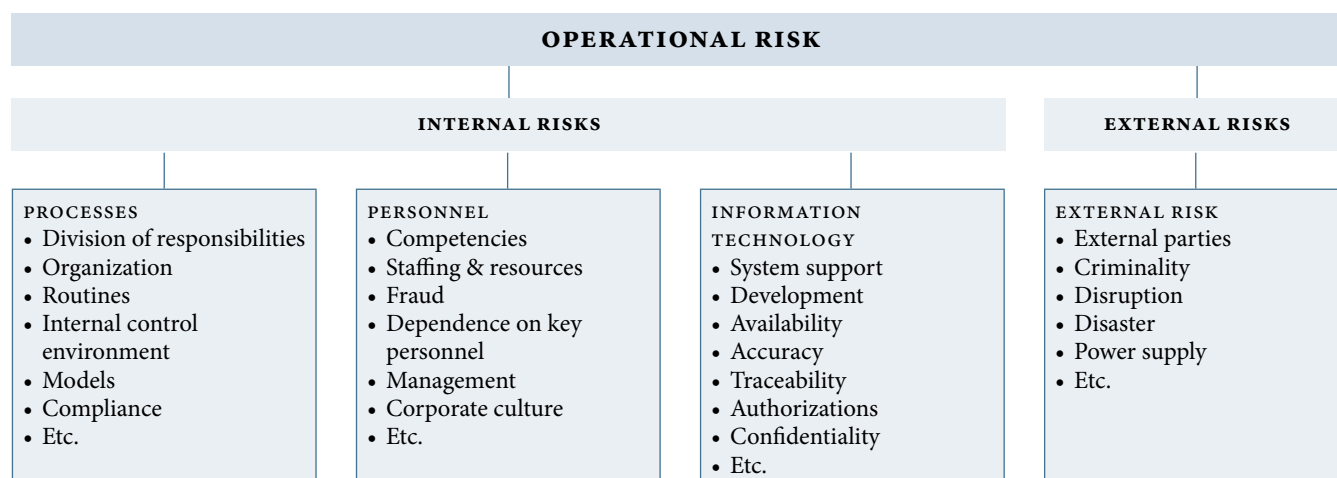 OPERATIONAL RISK
INTERNAL RISKS
EXTERNAL RISKS
PROCESSES
• Division of responsibilities
• Organization
• Routines
• Internal control
environment
• Models
• Compliance
• Etc.
PERSONNEL
• Competencies
• Staffing & resources
• Fraud
• Dependence on key
personnel
• Management
• Corporate culture
• Etc.
INFORMATION
TECHNOLOGY
• System support
• Development
• Availability
• Accuracy
• Traceability
• Authorizations
• Confidentiality
• Etc.
EXTERNAL RISK
• External parties
• Criminality
• Disruption
• Disaster
• Power supply
• Etc.